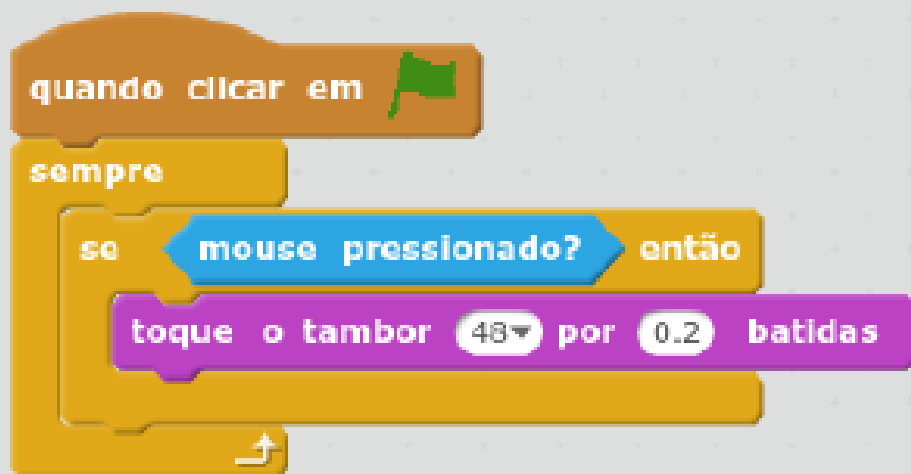 quando clicar em
sempre
se mouse pressionado? então
toque o tambor 48 por 0.2 batidas